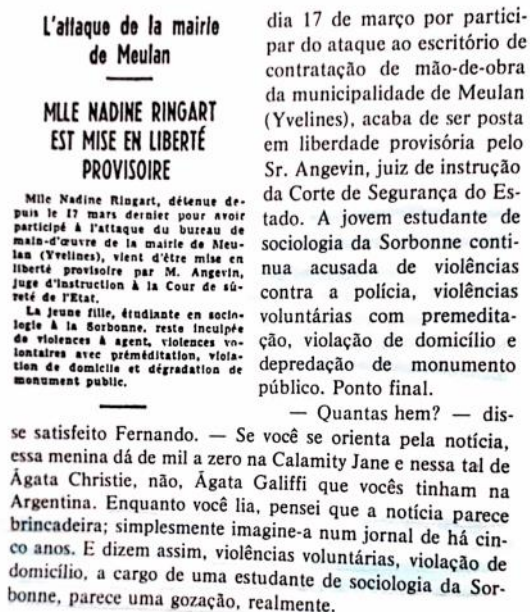 L'attaque de la mairie
de Meulan
MLLE NADINE RINGART
EST MISE EN LIBERTÉ
PROVISOIRE
Mlle Nadine Ringart, détenue de-
puis le 17 mars dernier pour avoir
participé à l'attaque du bureau de
main-d'œuvre de la mairie de Meu-
lan (Yvelines), vient d'être mise en
liberté provisoire par M. Angevin,
juge d'instruction à la Cour de sû-
reté de l'Etat.
La jeune fille, étudiante en socio-
logie à la Sorbonne, reste inculpée
de violences à agent, violences vo-
lontaires avec préméditation, viola-
tion de domicile et dégradation de
monument public.
dia 17 de março por partici-
par do ataque ao escritório de
contratação de mão-de-obra
da municipalidade de Meulan
(Yvelines), acaba de ser posta
em liberdade provisória pelo
Sr. Angevin, juiz de instrução
da Corte de Segurança do Es-
tado. A jovem estudante de
sociologia da Sorbonne conti-
nua acusada de violências
contra a polícia, violências
voluntárias com premedita-
ção, violação de domicílio e
depredação de monumento
público. Ponto final.
— Quantas hem? — dis-
se satisfeito Fernando. — Se você se orienta pela notícia,
essa menina dá de mil a zero na Calamity Jane e nessa tal de
Ágata Christie, não, Ágata Galiffi que vocês tinham na
Argentina. Enquanto você lia, pensei que a notícia parece
brincadeira; simplesmente imagine-a num jornal de há cin-
co anos. E dizem assim, violências voluntárias, violação de
domicílio, a cargo de uma estudante de sociologia da Sor-
bonne, parece uma gozação, realmente.